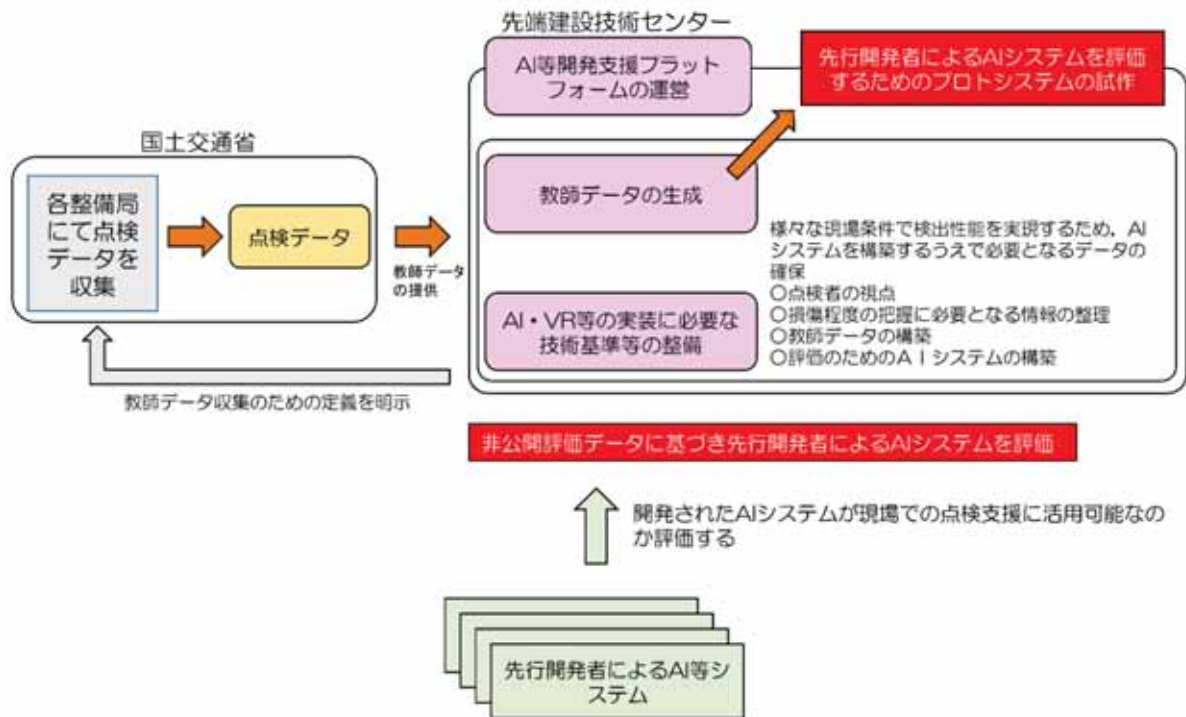 先端建設技術センター
AI等開発支援プラット
フォームの運営
先行開発者によるAIシステムを評価
するためのプロトシステムの試作
国土交通省
各整備局
にて点検
データを
収集
点検データ
教師データ
の提供
教師データの生成
AI・VR等の実装に必要な
技術基準等の整備
様々な現場条件で検出性能を実現するため、AI
システムを構築するうえで必要となるデータの
確保
○点検者の視点
○損傷程度の把握に必要となる情報の整理
○教師データの構築
○評価のためのAIシステムの構築
教師データ収集のための定義を明示
非公開評価データに基づき先行開発者によるAIシステムを評価
開発されたAIシステムが現場での点検支援に活用可能なの
か評価する
先行開発者によるAI等シ
ステム